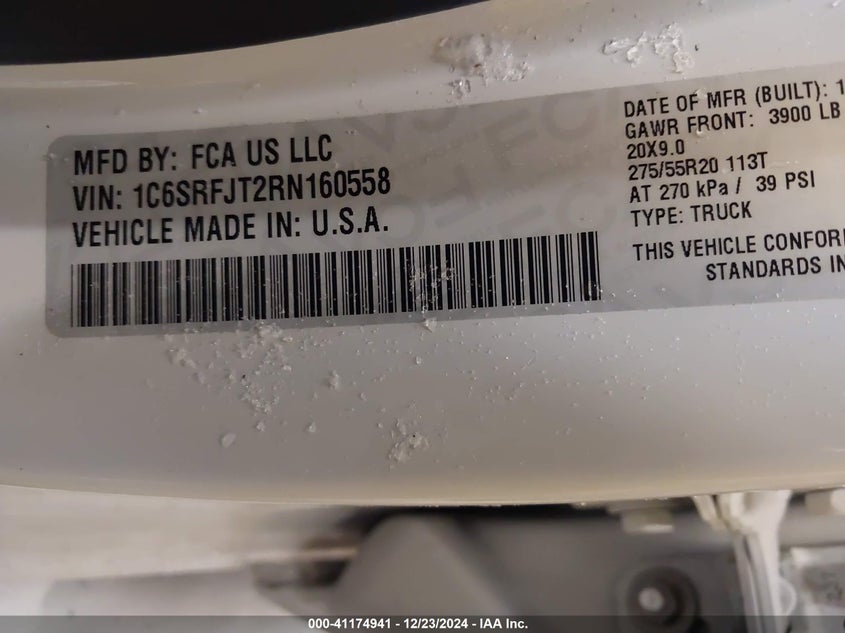 MFD BY: FCA US LLC
VIN: 1C6SRFJT2RN160558
VEHICLE MADE IN: U.S.A.
DATE OF MFR (BUILT): 1
GAWR FRONT: 3900 LB
20X9.0
275/55R20 113T
AT 270 kPa / 39 PSI
TYPE: TRUCK
THIS VEHICLE CONFOR
STANDARDS IN
000-41174941 - 12/23/2024 - IAA Inc.